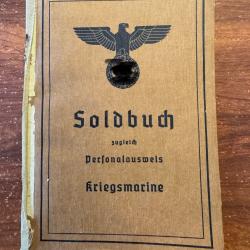 Soldbuch
zugleich
Personalausweis
Kriegsmarine